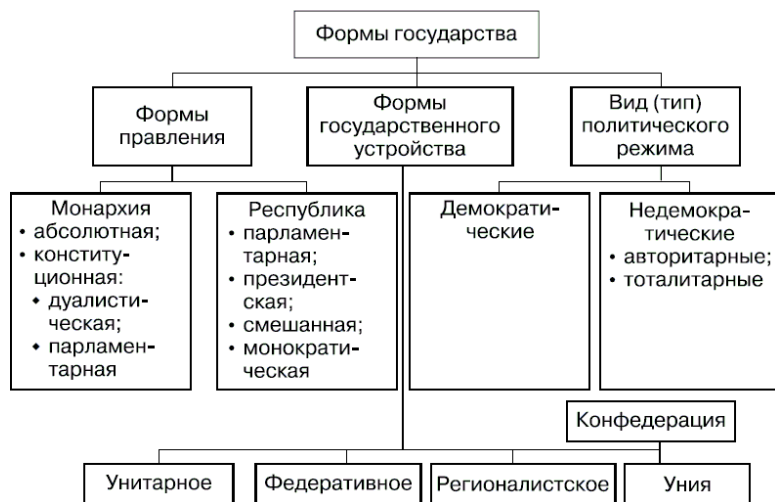 Формы государства
Формы
правления
Формы
государственного
устройства
Вид (тип)
политического
режима
Монархия
• абсолютная;
• конститу-
ционная:
◆ дуалисти-
ческая;
◆ парламен-
тарная
Республика
• парламен-
тарная;
• президент-
ская;
• смешанная;
• монократи-
ческая
Демократи-
ческие
Недемокра-
тические
• авторитарные;
• тоталитарные
Конфедерация
Унитарное
Федеративное
Регионалистское
Уния